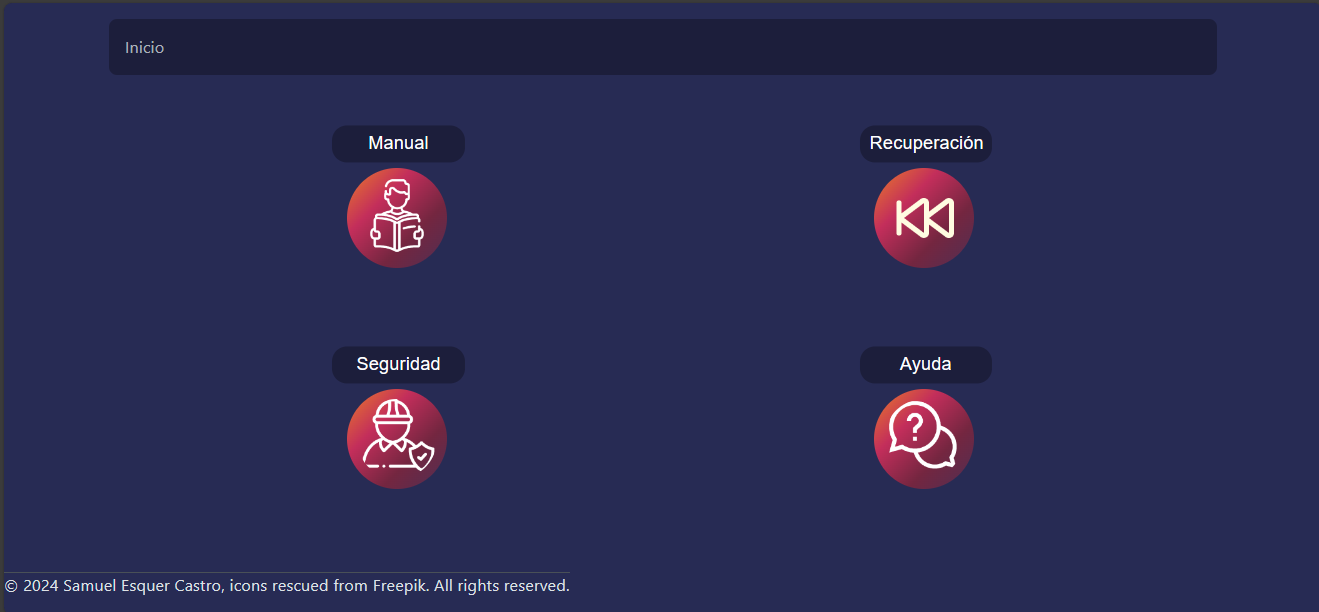 Inicio
Manual
Recuperación
Seguridad
Ayuda
© 2024 Samuel Esquer Castro, icons rescued from Freepik. All rights reserved.